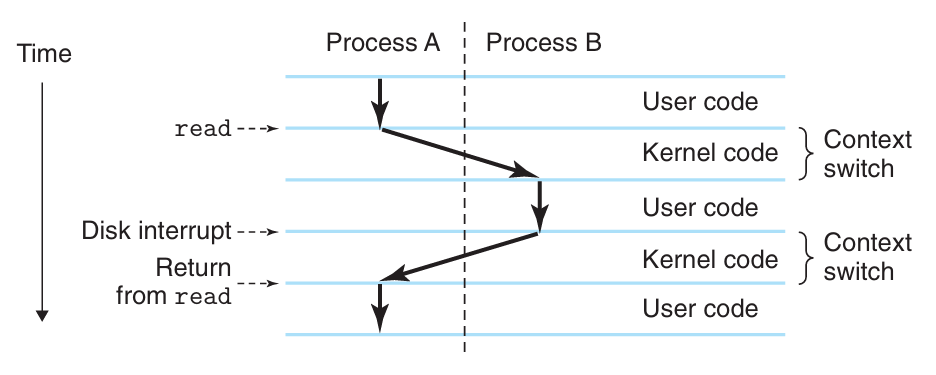 Process A
Process B
Time
User code
read
Kernel code
Context
switch
User code
Disk interrupt
Kernel code
Context
switch
Return
from read
User code